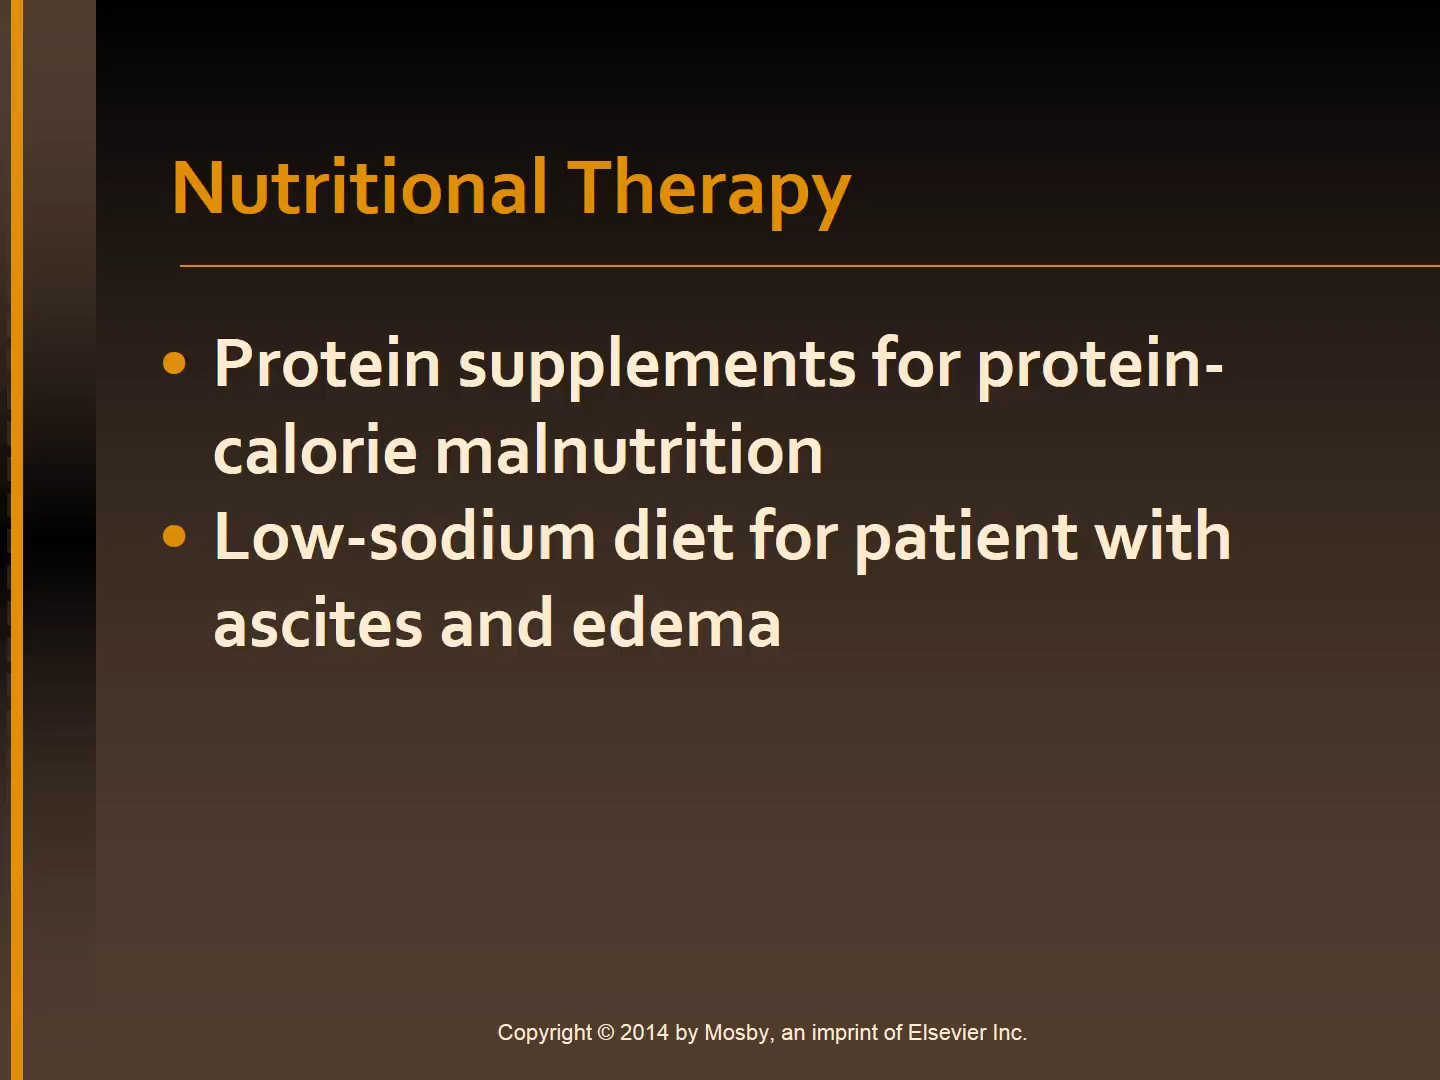 Nutritional Therapy
• Protein supplements for protein-
calorie malnutrition
• Low-sodium diet for patient with
ascites and edema
Copyright © 2014 by Mosby, an imprint of Elsevier Inc.